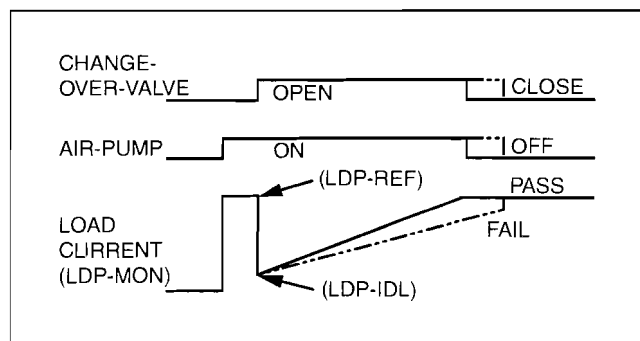 CHANGE-
OVER-VALVE
OPEN
CLOSE
AIR-PUMP
ON
OFF
(LDP-REF)
PASS
LOAD
CURRENT
(LDP-MON)
FAIL
(LDP-IDL)